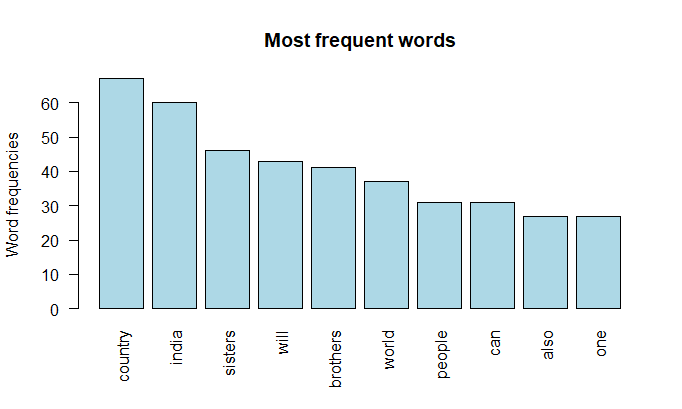 Most frequent words
Word frequencies
60
50
40
30
20
10
0
country
india
sisters
will
brothers
world
people
can
also
one